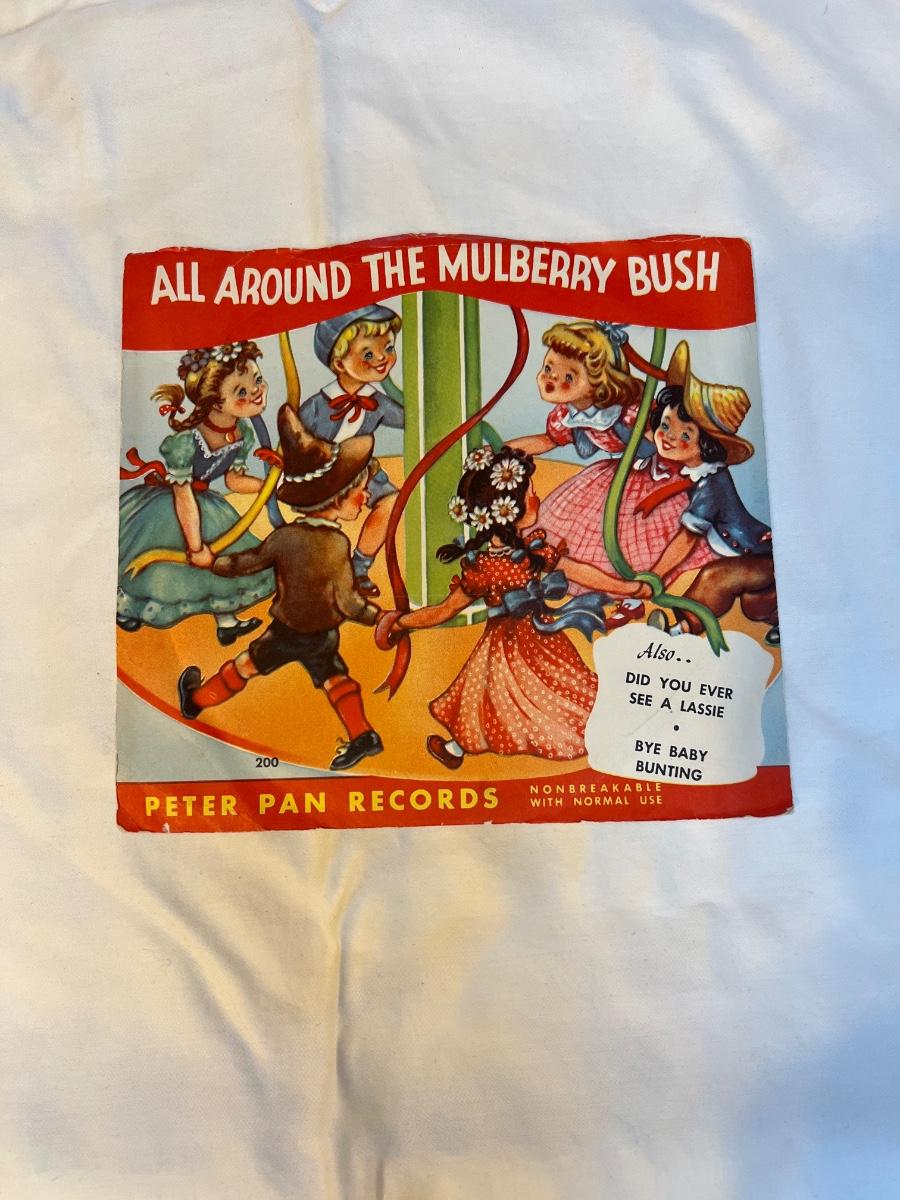 ALL AROUND THE MULBERRY BUSH
Also..
DID YOU EVER
SEE A LASSIE
•
BYE BABY
BUNTING
200
PETER PAN RECORDS
NONBREAKABLE
WITH NORMAL USE